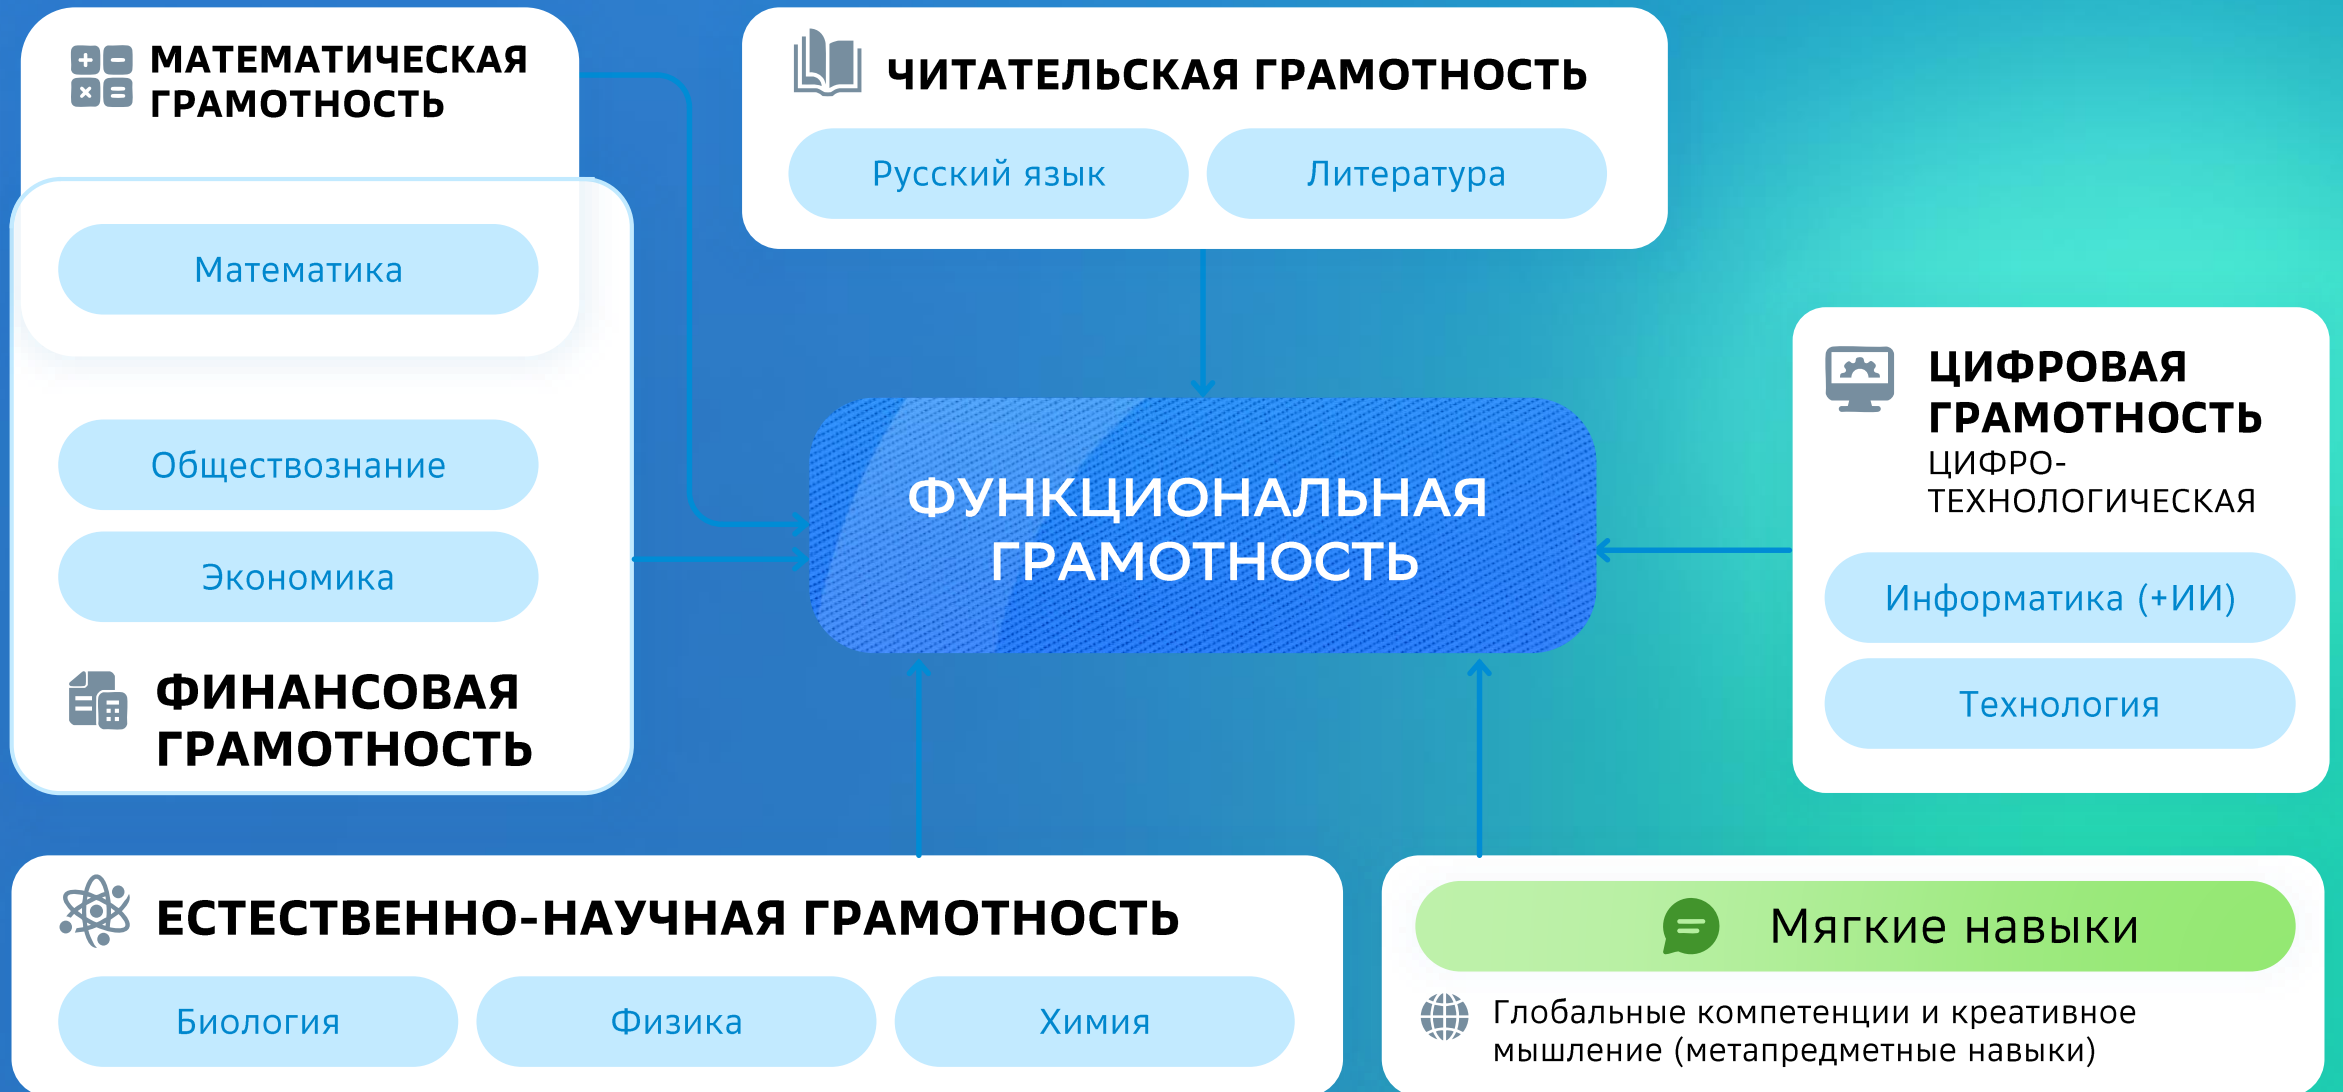 МАТЕМАТИЧЕСКАЯ
ГРАМОТНОСТЬ
Математика
Обществознание
Экономика
ФИНАНСОВАЯ
ГРАМОТНОСТЬ
ЧИТАТЕЛЬСКАЯ ГРАМОТНОСТЬ
Русский язык
Литература
ФУНКЦИОНАЛЬНАЯ
ГРАМОТНОСТЬ
ЦИФРОВАЯ
ГРАМОТНОСТЬ
ЦИФРО-
ТЕХНОЛОГИЧЕСКАЯ
Информатика (+ИИ)
Технология
ЕСТЕСТВЕННО-НАУЧНАЯ ГРАМОТНОСТЬ
Биология
Физика
Химия
Мягкие навыки
Глобальные компетенции и креативное
мышление (метапредметные навыки)